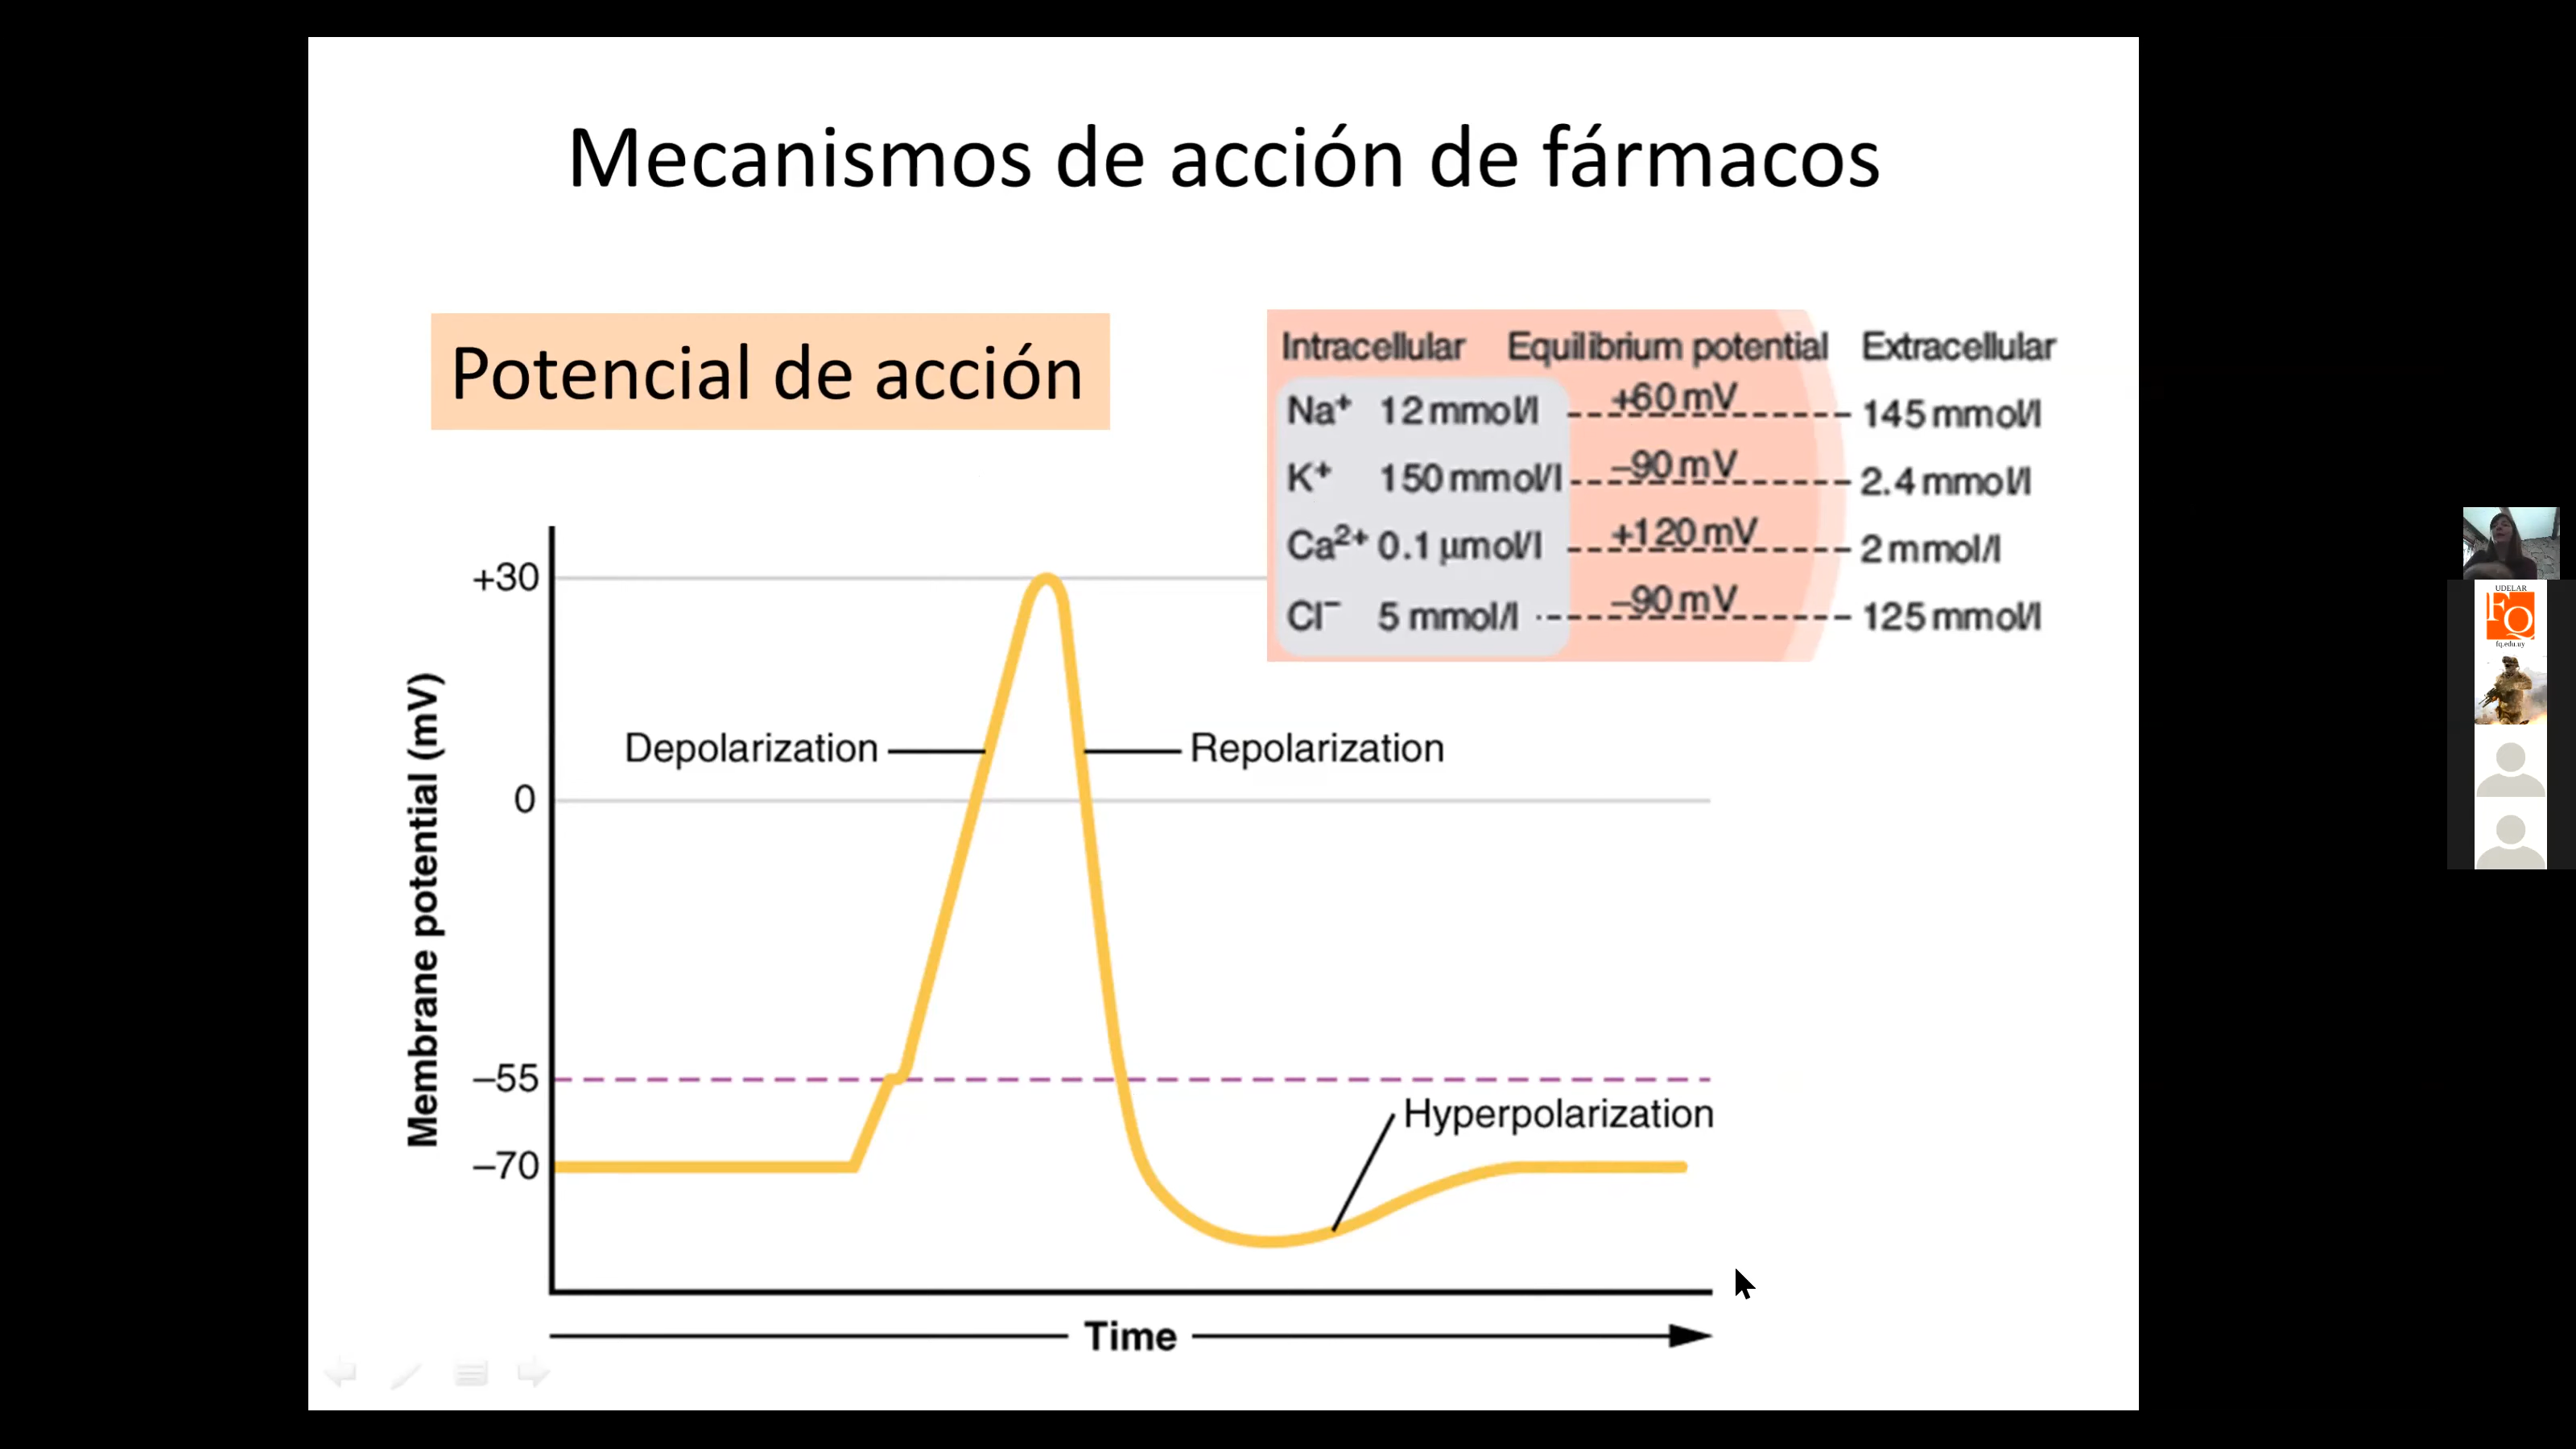 Mecanismos de acción de fármacos
Potencial de acción
Intracellular Equilibrium potential Extracellular
Na+ 12 mmol/l +60 mV 145 mmol/l
K+ 150 mmol/l –90 mV 2.4 mmol/l
Ca2+ 0.1 µmol/l +120 mV 2 mmol/l
Cl– 5 mmol/l –90 mV 125 mmol/l
+30
Depolarization
Repolarization
0
Membrane potential (mV)
–55
Hyperpolarization
–70
Time
UDELAR
FQ
fq.edu.uy